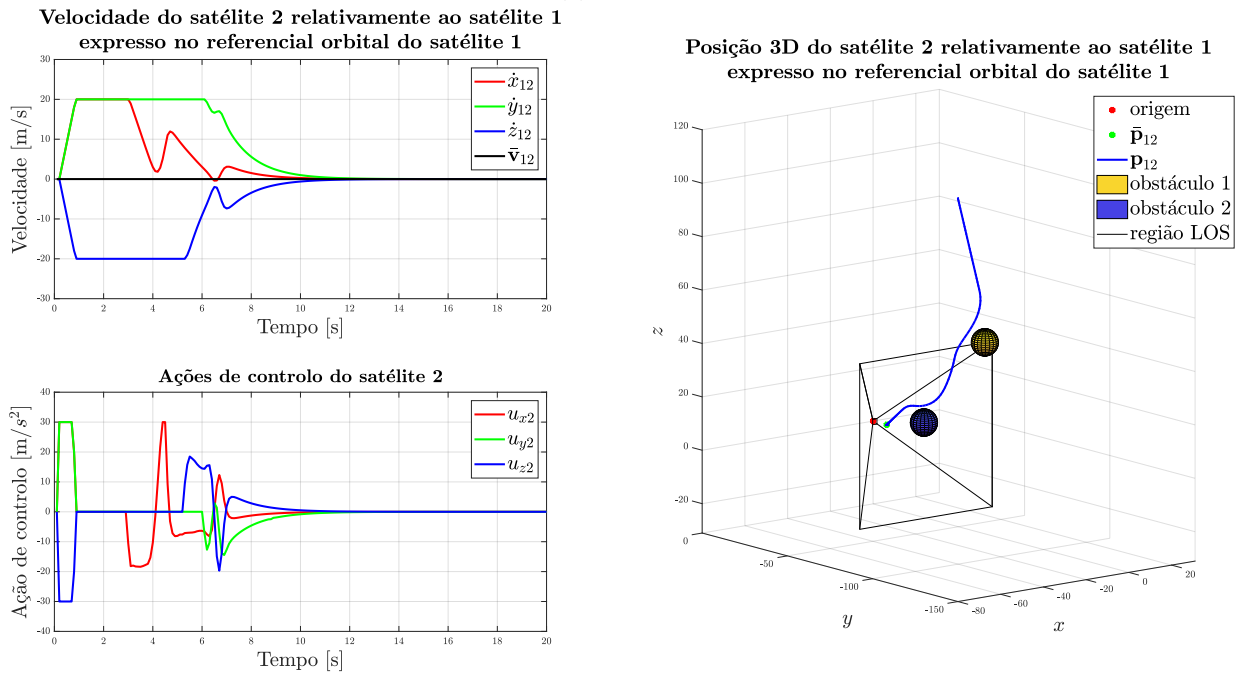 Velocidade do satélite 2 relativamente ao satélite 1
expresso no referencial orbital do satélite 1
30
20
10
0
-10
-20
-30
Velocidade [m/s]
0 2 4 6 8 10 12 14 16 18 20
Tempo [s]
ẋ₁₂
ẏ₁₂
ż₁₂
v̄₁₂
Ações de controlo do satélite 2
40
30
20
10
0
-10
-20
-30
-40
Ação de controlo [m/s²]
0 2 4 6 8 10 12 14 16 18 20
Tempo [s]
u_x2
u_y2
u_z2
Posição 3D do satélite 2 relativamente ao satélite 1
expresso no referencial orbital do satélite 1
120
100
80
60
40
20
0
-20
z
0
-50
-100
-150
y
-80
-60
-40
-20
0
20
x
origem
p̄₁₂
p₁₂
obstáculo 1
obstáculo 2
região LOS